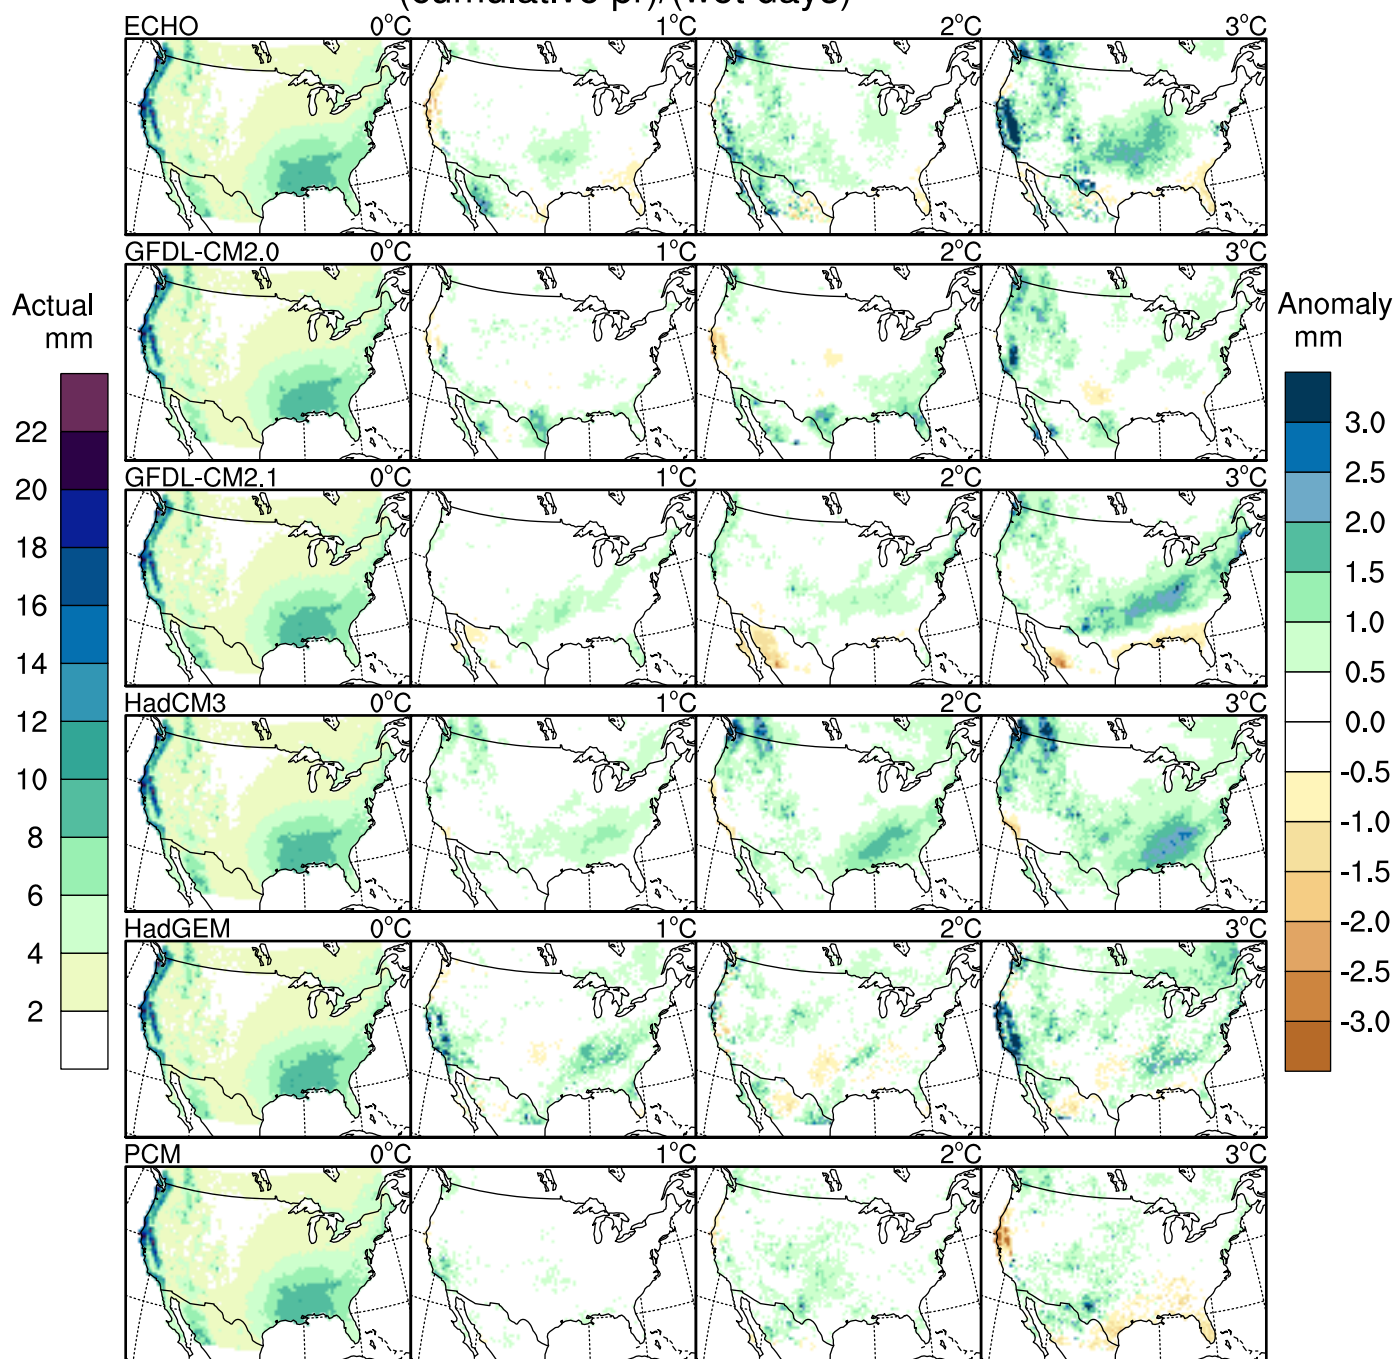 (cumulative pr)/(wet days)
ECHO 0°C 1°C 2°C 3°C
GFDL-CM2.0 0°C 1°C 2°C 3°C
GFDL-CM2.1 0°C 1°C 2°C 3°C
HadCM3 0°C 1°C 2°C 3°C
HadGEM 0°C 1°C 2°C 3°C
PCM 0°C 1°C 2°C 3°C
Actual
mm
22
20
18
16
14
12
10
8
6
4
2
Anomaly
mm
3.0
2.5
2.0
1.5
1.0
0.5
0.0
-0.5
-1.0
-1.5
-2.0
-2.5
-3.0